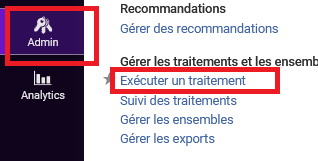 Admin
Analytics
Recommandations
Gérer des recommandations
Gérer les traitements et les ensemb
Exécuter un traitement
Suivi des traitements
Gérer les ensembles
Gérer les exports